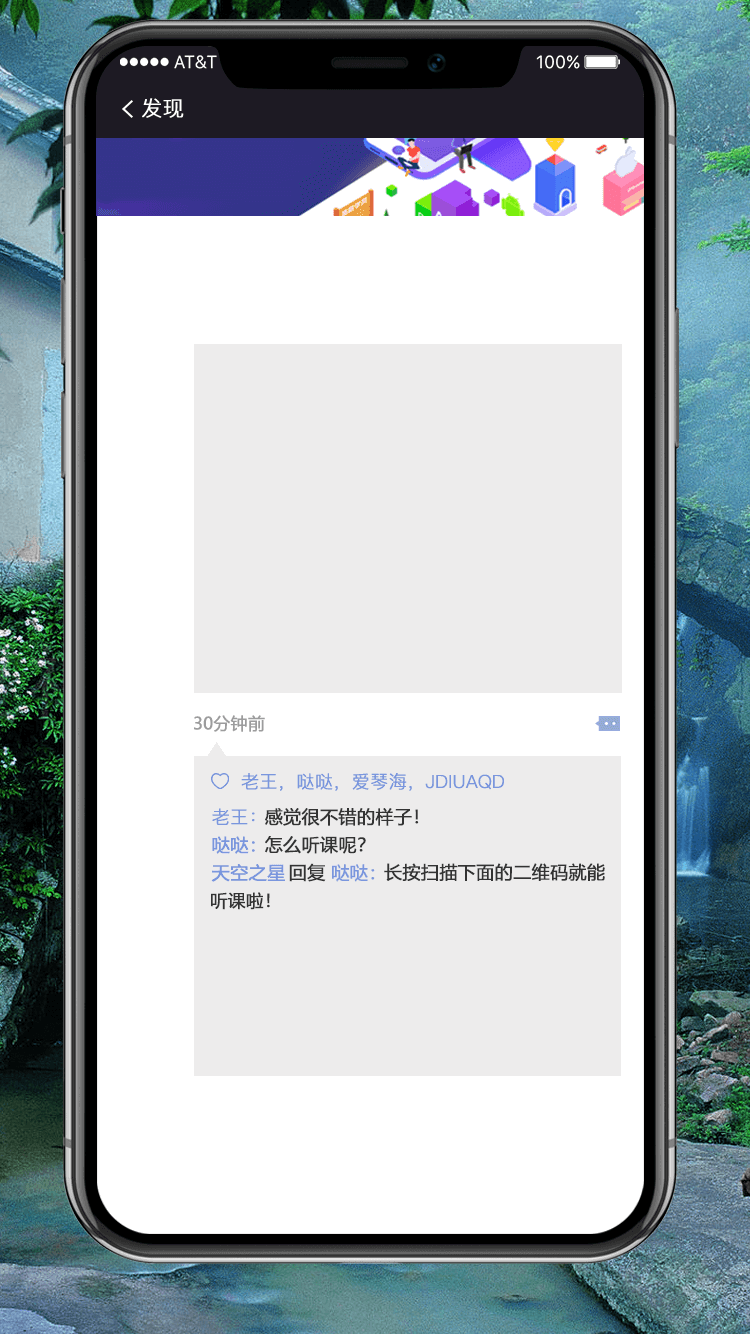 ●●●●● AT&T 100%
发现
30分钟前
老王，哒哒，爱琴海，JDIUAQD
老王：感觉很不错的样子！
哒哒：怎么听课呢？
天空之星回复 哒哒：长按扫描下面的二维码就能
听课啦！